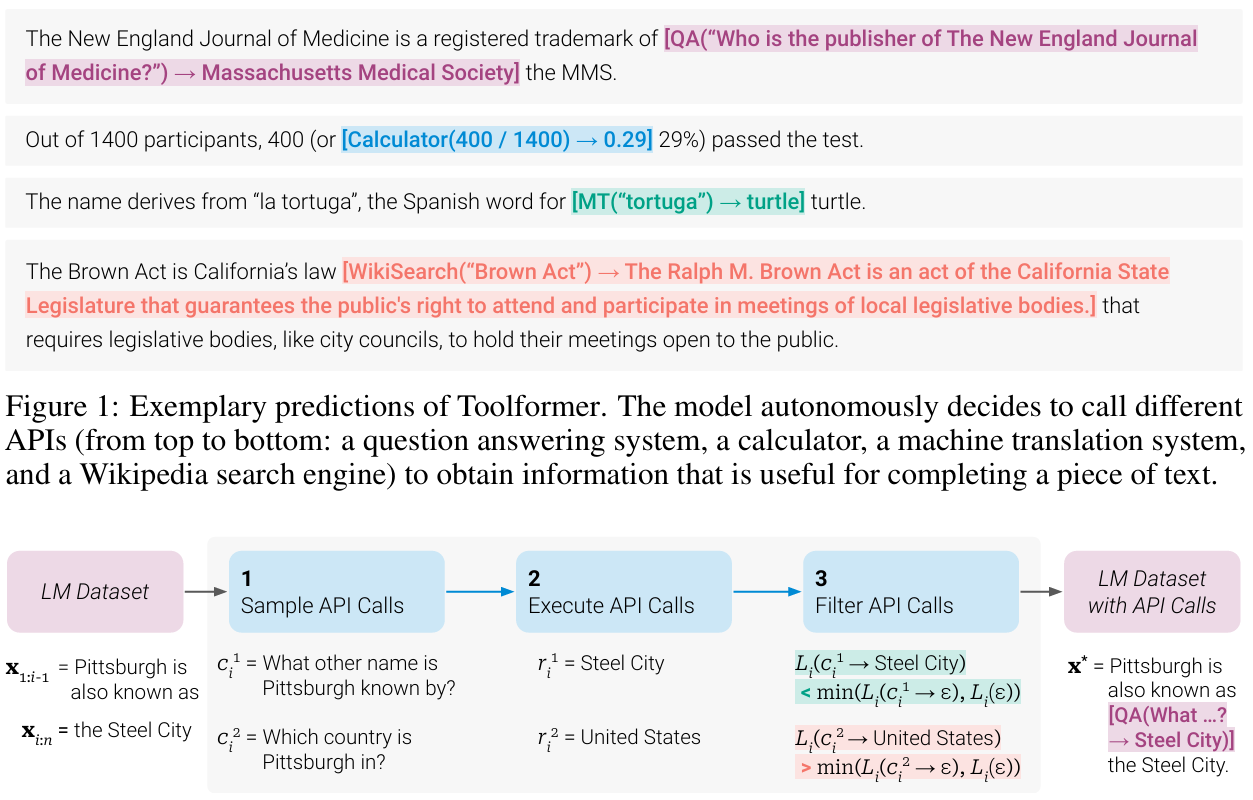 The New England Journal of Medicine is a registered trademark of [QA(“Who is the publisher of The New England Journal
of Medicine?”) → Massachusetts Medical Society] the MMS.
Out of 1400 participants, 400 (or [Calculator(400 / 1400) → 0.29] 29%) passed the test.
The name derives from “la tortuga”, the Spanish word for [MT(“tortuga”) → turtle] turtle.
The Brown Act is California’s law [WikiSearch(“Brown Act”) → The Ralph M. Brown Act is an act of the California State
Legislature that guarantees the public's right to attend and participate in meetings of local legislative bodies.] that
requires legislative bodies, like city councils, to hold their meetings open to the public.
Figure 1: Exemplary predictions of Toolformer. The model autonomously decides to call different
APIs (from top to bottom: a question answering system, a calculator, a machine translation system,
and a Wikipedia search engine) to obtain information that is useful for completing a piece of text.
LM Dataset
x1:i-1 = Pittsburgh is
also known as
xi:n = the Steel City
1
Sample API Calls
ci1 = What other name is
Pittsburgh known by?
ci2 = Which country is
Pittsburgh in?
2
Execute API Calls
ri1 = Steel City
ri2 = United States
3
Filter API Calls
Li(ci1 → Steel City)
< min(Li(ci1 → ε), Li(ε))
Li(ci2 → United States)
> min(Li(ci2 → ε), Li(ε))
LM Dataset
with API Calls
x* = Pittsburgh is
also known as
[QA(What ...?
→ Steel City)]
the Steel City.